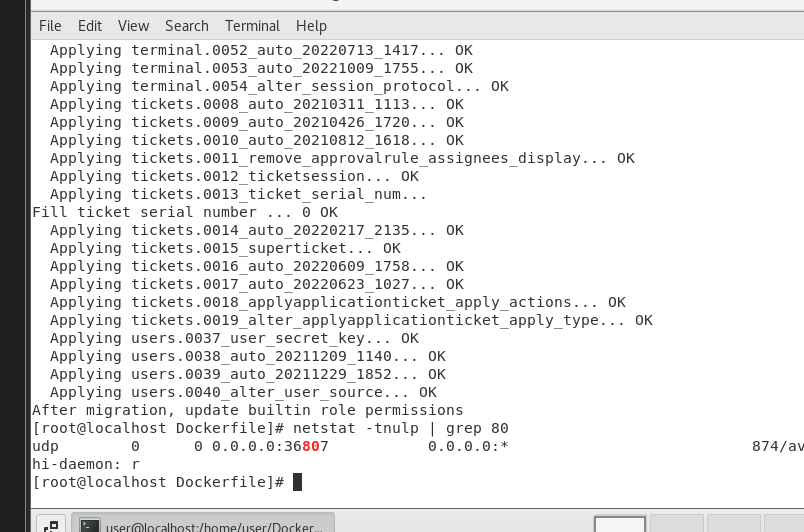 File Edit View Search Terminal Help
Applying terminal.0052_auto_20220713_1417... OK
Applying terminal.0053_auto_20221009_1755... OK
Applying terminal.0054_alter_session_protocol... OK
Applying tickets.0008_auto_20210311_1113... OK
Applying tickets.0009_auto_20210426_1720... OK
Applying tickets.0010_auto_20210812_1618... OK
Applying tickets.0011_remove_approvalrule_assignees_display... OK
Applying tickets.0012_ticketsession... OK
Applying tickets.0013_ticket_serial_num...
Fill ticket serial number ... 0 OK
Applying tickets.0014_auto_20220217_2135... OK
Applying tickets.0015_superticket... OK
Applying tickets.0016_auto_20220609_1758... OK
Applying tickets.0017_auto_20220623_1027... OK
Applying tickets.0018_applyapplicationticket_apply_actions... OK
Applying tickets.0019_alter_applyapplicationticket_apply_type... OK
Applying users.0037_user_secret_key... OK
Applying users.0038_auto_20211209_1140... OK
Applying users.0039_auto_20211229_1852... OK
Applying users.0040_alter_user_source... OK
After migration, update builtin role permissions
[root@localhost Dockerfile]# netstat -tnulp | grep 80
udp 0 0 0.0.0.0:36807 0.0.0.0:* 874/av
hi-daemon: r
[root@localhost Dockerfile]#
user@localhost:/home/user/Docker...